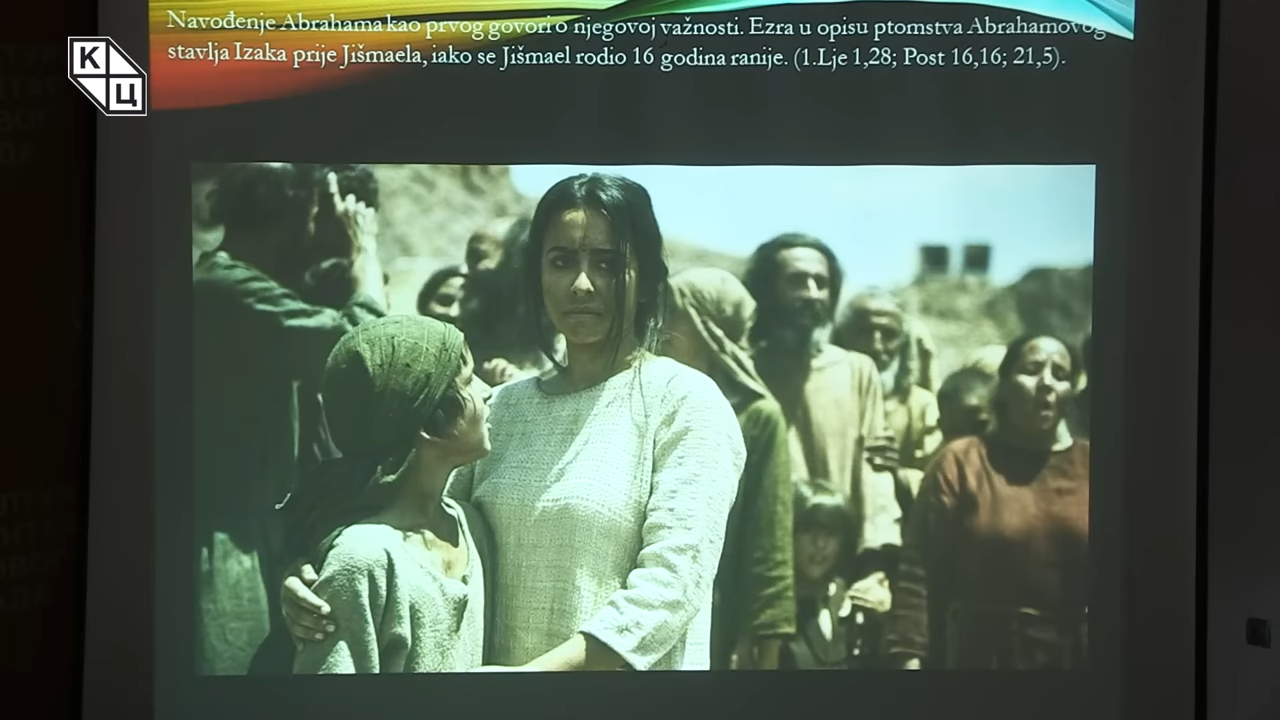 Navođenje Abrahama kao prvog govori o njegovoj važnosti. Ezra u opisu ptomstva Abrahamovog
stavlja Izaka prije Jišmaela, iako se Jišmael rodio 16 godina ranije. (1.Lje 1,28; Post 16,16; 21,5).
К
Ц